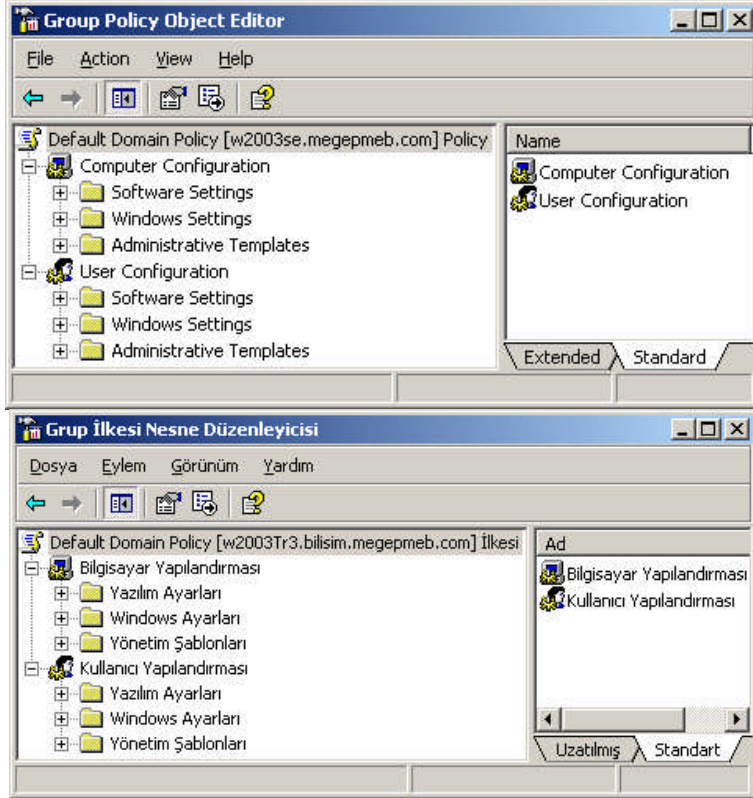 Group Policy Object Editor
File Action View Help
Default Domain Policy [w2003se.megepmeb.com] Policy
Computer Configuration
Software Settings
Windows Settings
Administrative Templates
User Configuration
Software Settings
Windows Settings
Administrative Templates
Name
Computer Configuration
User Configuration
Extended Standard
Grup İlkesi Nesne Düzenleyicisi
Dosya Eylem Görünüm Yardım
Default Domain Policy [w2003Tr3.bilisim.megepmeb.com] İlkesi
Bilgisayar Yapılandırması
Yazılım Ayarları
Windows Ayarları
Yönetim Şablonları
Kullanıcı Yapılandırması
Yazılım Ayarları
Windows Ayarları
Yönetim Şablonları
Ad
Bilgisayar Yapılandırması
Kullanıcı Yapılandırması
Uzatılmış Standart